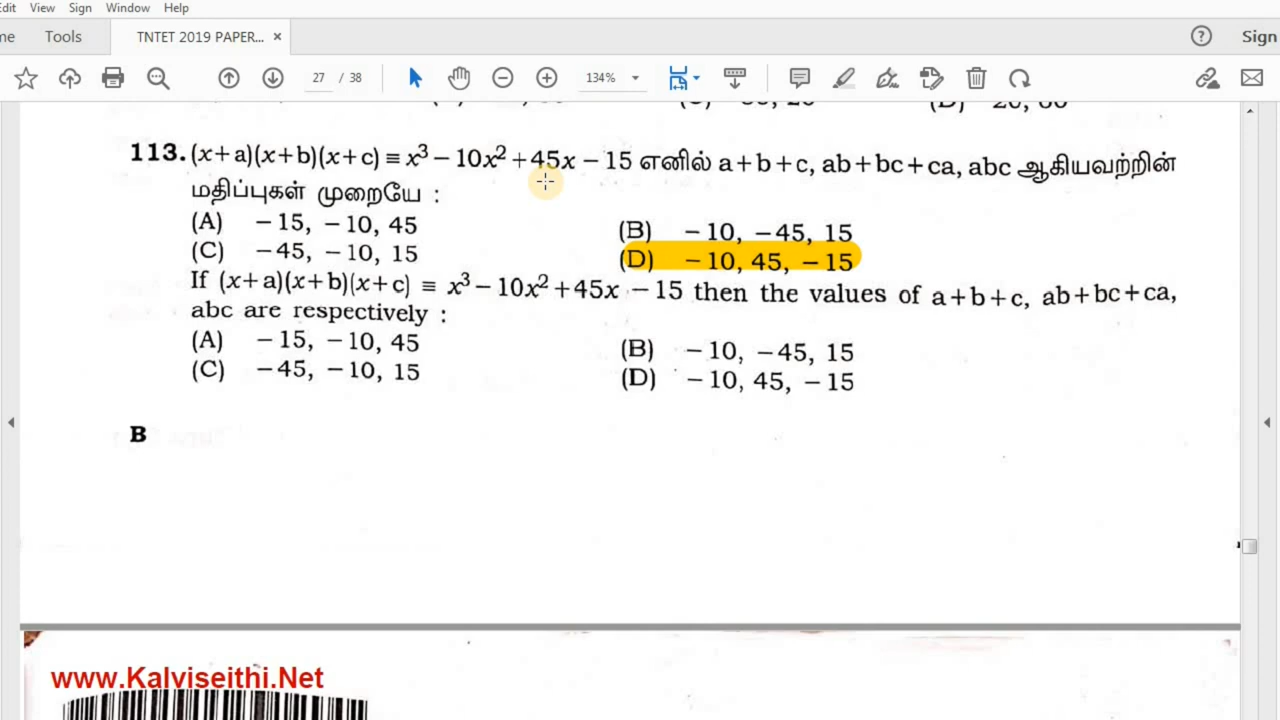 Edit View Sign Window Help
me Tools TNTET 2019 PAPER... × Sign
27 / 38 134%
113. (x+a)(x+b)(x+c) ≡ x³ − 10x² + 45x − 15 எனில் a+b+c, ab+bc+ca, abc ஆகியவற்றின்
மதிப்புகள் முறையே :
(A) −15, −10, 45 (B) −10, −45, 15
(C) −45, −10, 15 (D) −10, 45, −15
If (x+a)(x+b)(x+c) ≡ x³ − 10x² + 45x − 15 then the values of a+b+c, ab+bc+ca,
abc are respectively :
(A) −15, −10, 45 (B) −10, −45, 15
(C) −45, −10, 15 (D) −10, 45, −15
B
www.Kalviseithi.Net